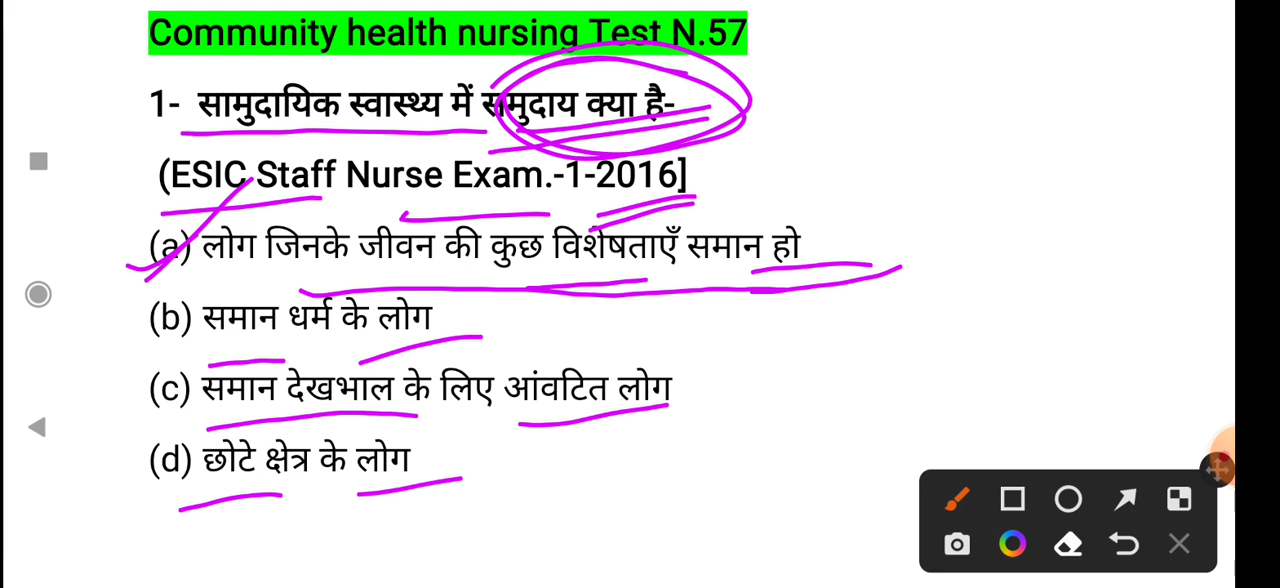 Community health nursing Test N.57
1- सामुदायिक स्वास्थ्य में समुदाय क्या है-
(ESIC Staff Nurse Exam.-1-2016]
(a) लोग जिनके जीवन की कुछ विशेषताएँ समान हो
(b) समान धर्म के लोग
(c) समान देखभाल के लिए आंवटित लोग
(d) छोटे क्षेत्र के लोग